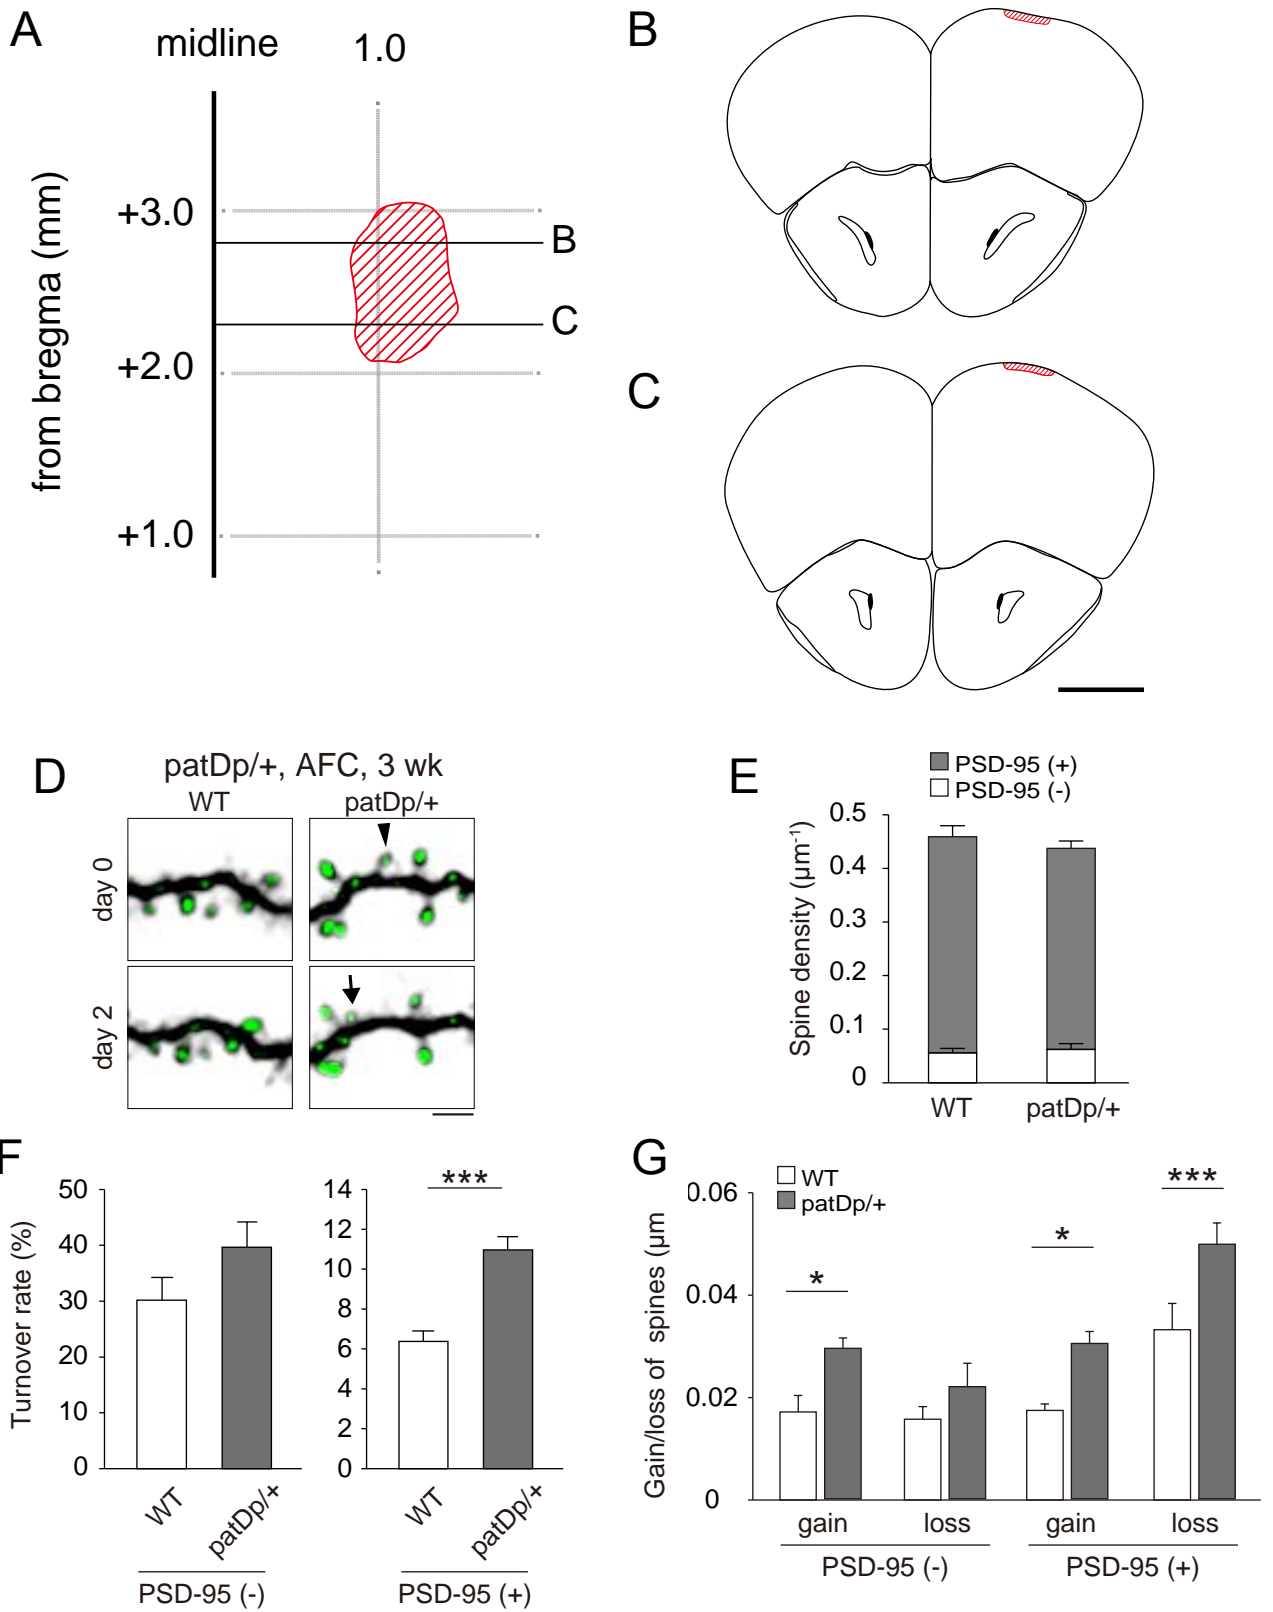 A
midline
1.0
from bregma (mm)
+3.0
B
C
+2.0
+1.0
B
C
D
patDp/+, AFC, 3 wk
WT
patDp/+
day 0
day 2
E
PSD-95 (+)
PSD-95 (-)
Spine density (µm-1)
0.5
0.4
0.3
0.2
0.1
0
WT
patDp/+
F
Turnover rate (%)
50
40
30
20
10
0
WT
patDp/+
PSD-95 (-)
***
14
12
10
8
6
4
2
0
WT
patDp/+
PSD-95 (+)
G
WT
patDp/+
Gain/loss of spines (µm
0.06
0.04
0.02
0
*
*
***
gain
loss
gain
loss
PSD-95 (-)
PSD-95 (+)